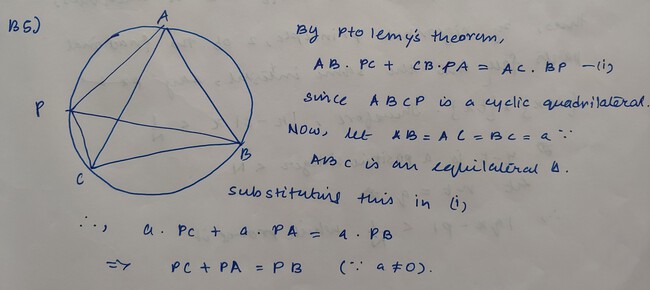 B5)
A
P
B
C
By Ptolemy's theorem,
AB. PC + CB.PA = AC. BP —(i)
since ABCP is a cyclic quadrilateral.
Now, let AB = AC = BC = a ∵
ABC is an equilateral Δ.
substituting this in (i)
∴, a. PC + a. PA = a. PB
=> PC + PA = PB (∵ a ≠ 0).